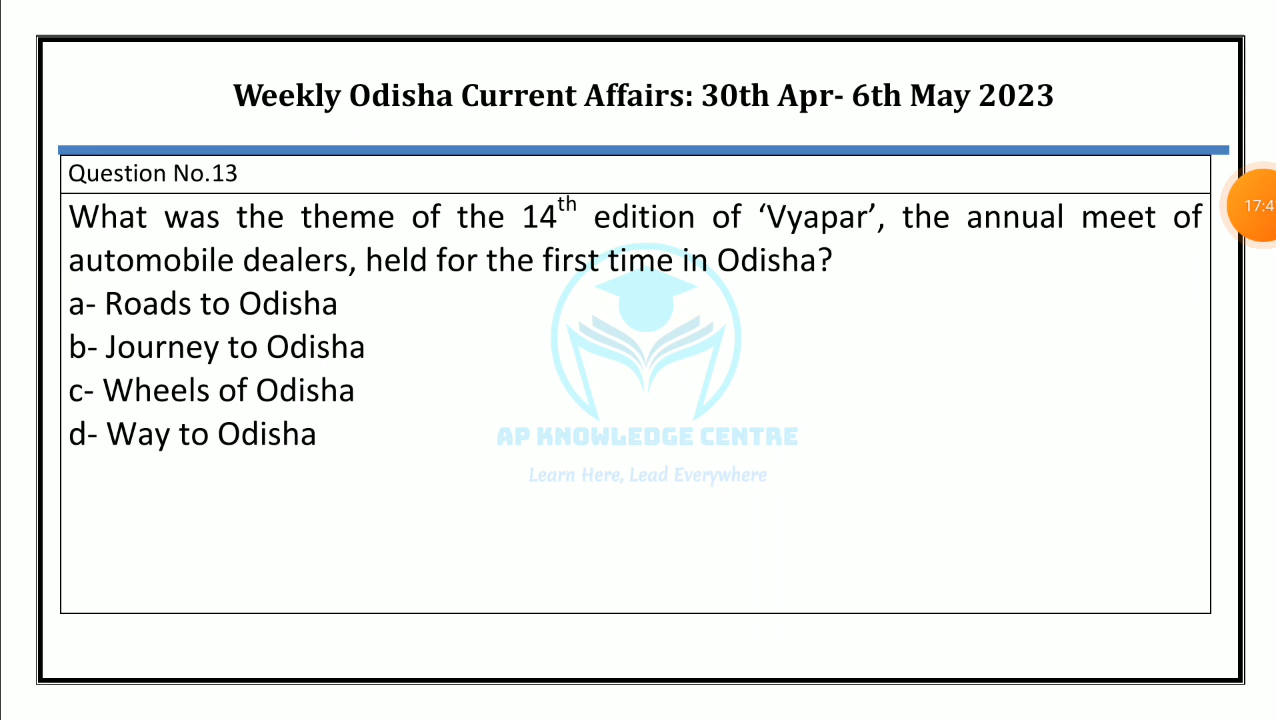 Weekly Odisha Current Affairs: 30th Apr- 6th May 2023
Question No.13
17:4
What was the theme of the 14th edition of ‘Vyapar’, the annual meet of
automobile dealers, held for the first time in Odisha?
a- Roads to Odisha
b- Journey to Odisha
c- Wheels of Odisha
d- Way to Odisha
AP KNOWLEDGE CENTRE
Learn Here, Lead Everywhere